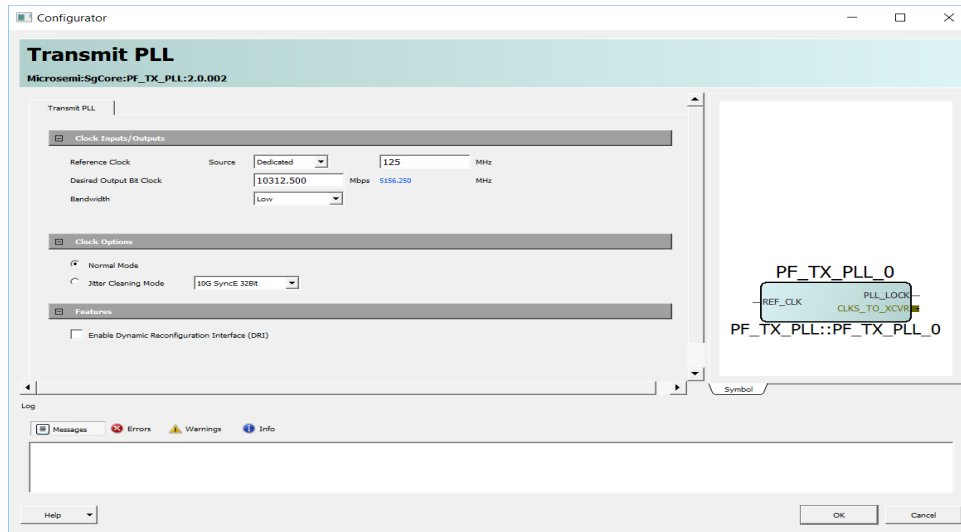 Configurator
Transmit PLL
Microsemi:SgCore:PF_TX_PLL:2.0.002
Transmit PLL
Clock Inputs/Outputs
Reference Clock Source Dedicated 125 MHz
Desired Output Bit Clock 10312.500 Mbps 5156.250 MHz
Bandwidth Low
Clock Options
Normal Mode
Jitter Cleaning Mode 10G SyncE 32Bit
Features
Enable Dynamic Reconfiguration Interface (DRI)
PF_TX_PLL_0
REF_CLK PLL_LOCK
CLKS_TO_XCVR
PF_TX_PLL::PF_TX_PLL_0
Symbol
Log
Messages Errors Warnings Info
Help OK Cancel